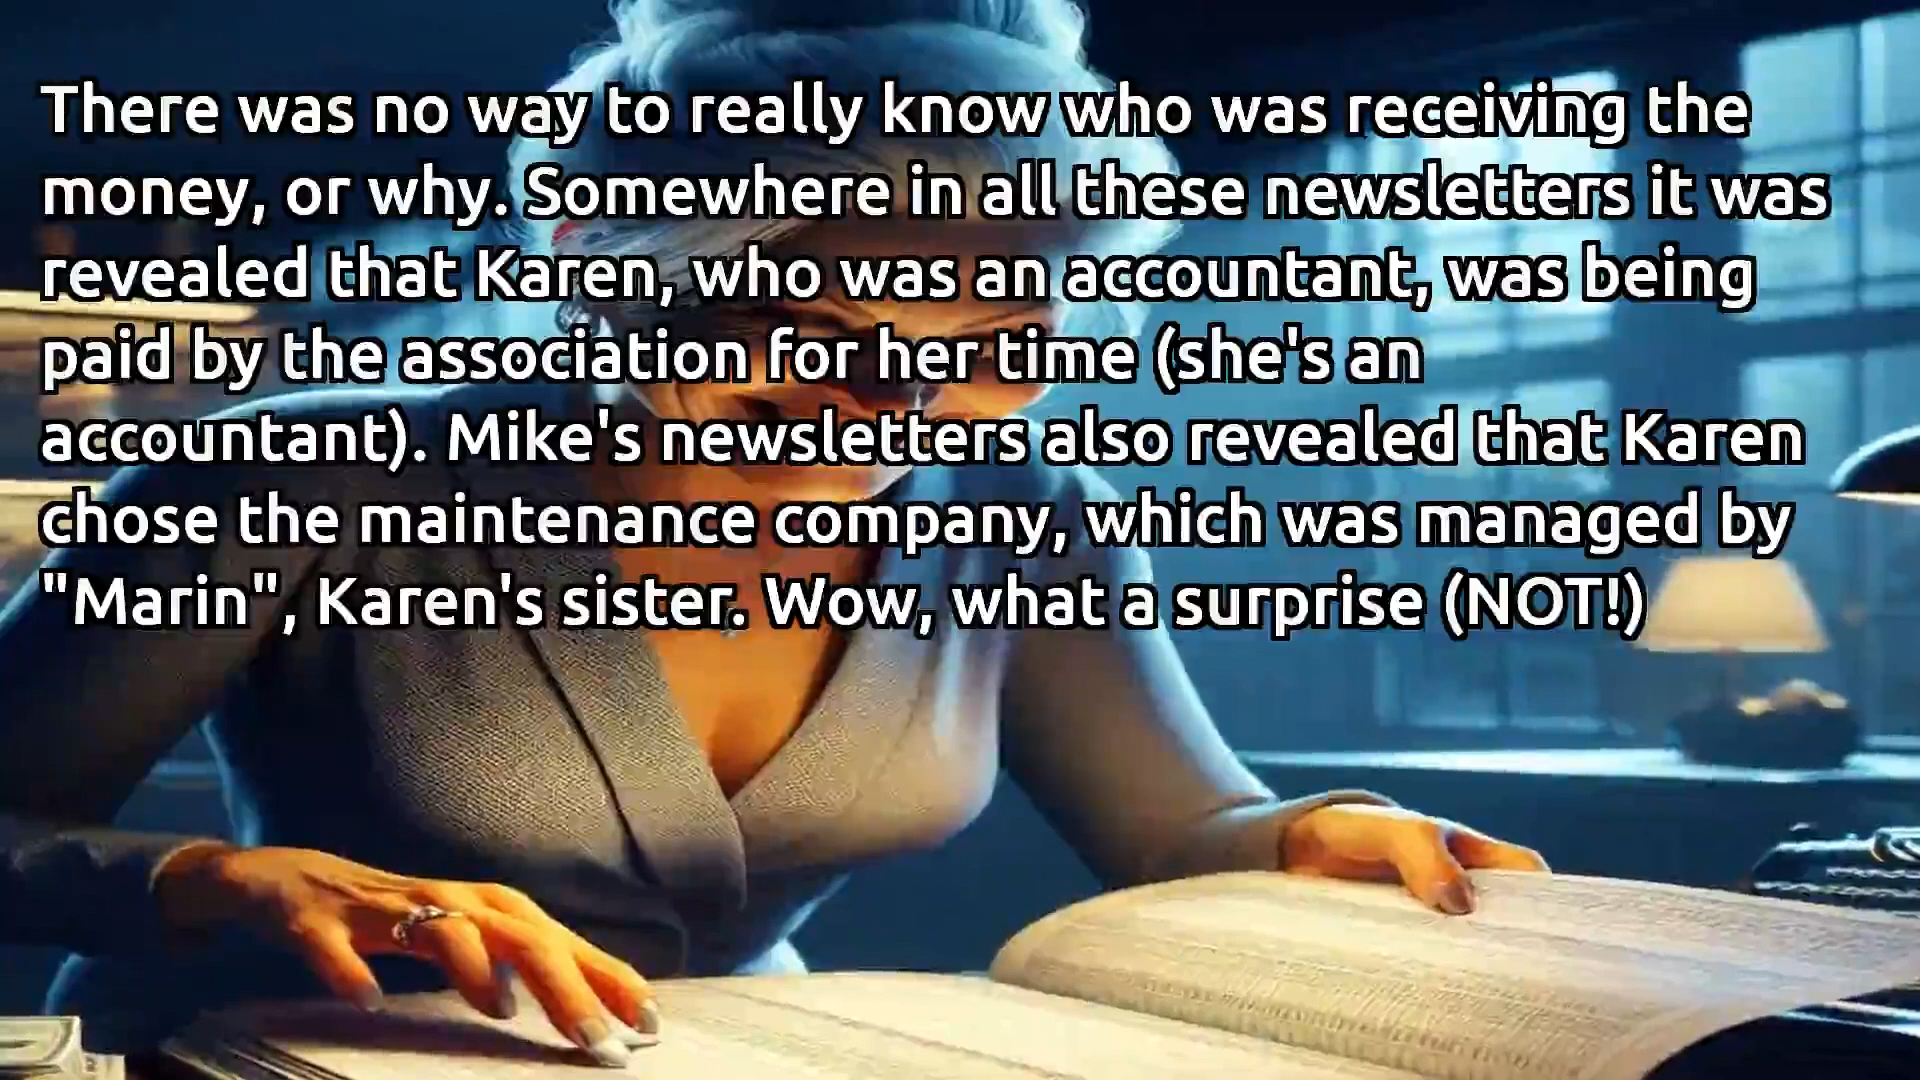 There was no way to really know who was receiving the
money, or why. Somewhere in all these newsletters it was
revealed that Karen, who was an accountant, was being
paid by the association for her time (she's an
accountant). Mike's newsletters also revealed that Karen
chose the maintenance company, which was managed by
"Marin", Karen's sister. Wow, what a surprise (NOT!)